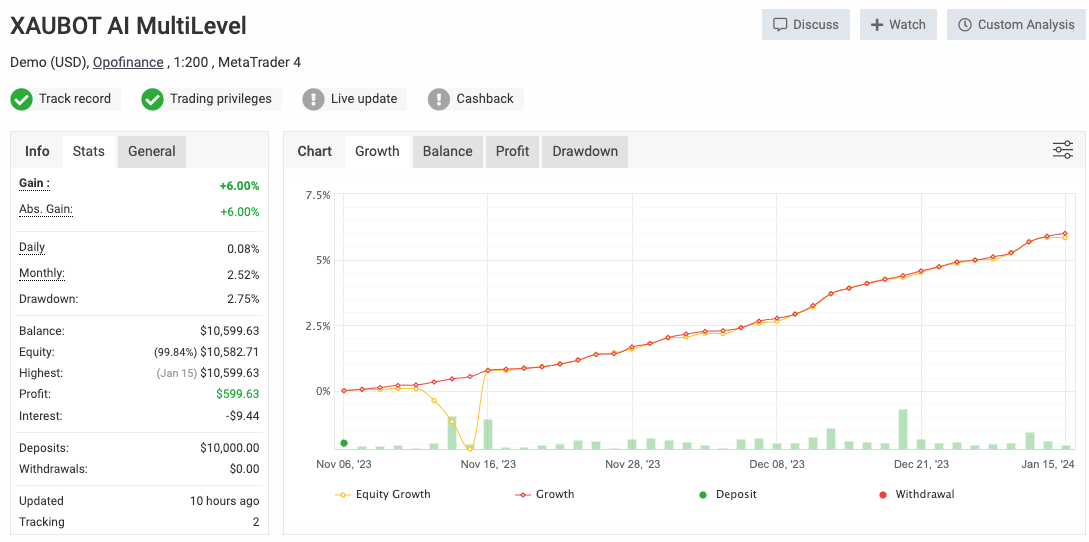 XAUBOT AI MultiLevel
Discuss
Watch
Custom Analysis
Demo (USD), Opofinance , 1:200 , MetaTrader 4
Track record
Trading privileges
Live update
Cashback
Info Stats General
Gain : +6.00%
Abs. Gain: +6.00%
Daily 0.08%
Monthly: 2.52%
Drawdown: 2.75%
Balance: $10,599.63
Equity: (99.84%) $10,582.71
Highest: (Jan 15) $10,599.63
Profit: $599.63
Interest: -$9.44
Deposits: $10,000.00
Withdrawals: $0.00
Updated 10 hours ago
Tracking 2
Chart Growth Balance Profit Drawdown
7.5%
5%
2.5%
0%
Nov 06, '23 Nov 16, '23 Nov 28, '23 Dec 08, '23 Dec 21, '23 Jan 15, '24
Equity Growth Growth Deposit Withdrawal